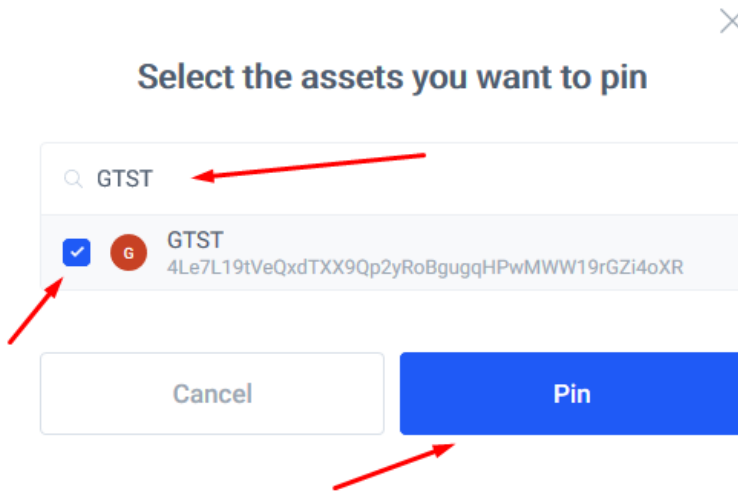 Select the assets you want to pin
GTST
G
GTST
4Le7L19tVeQxdTXX9Qp2yRoBgugqHPwMWW19rGZi4oXR
Cancel
Pin